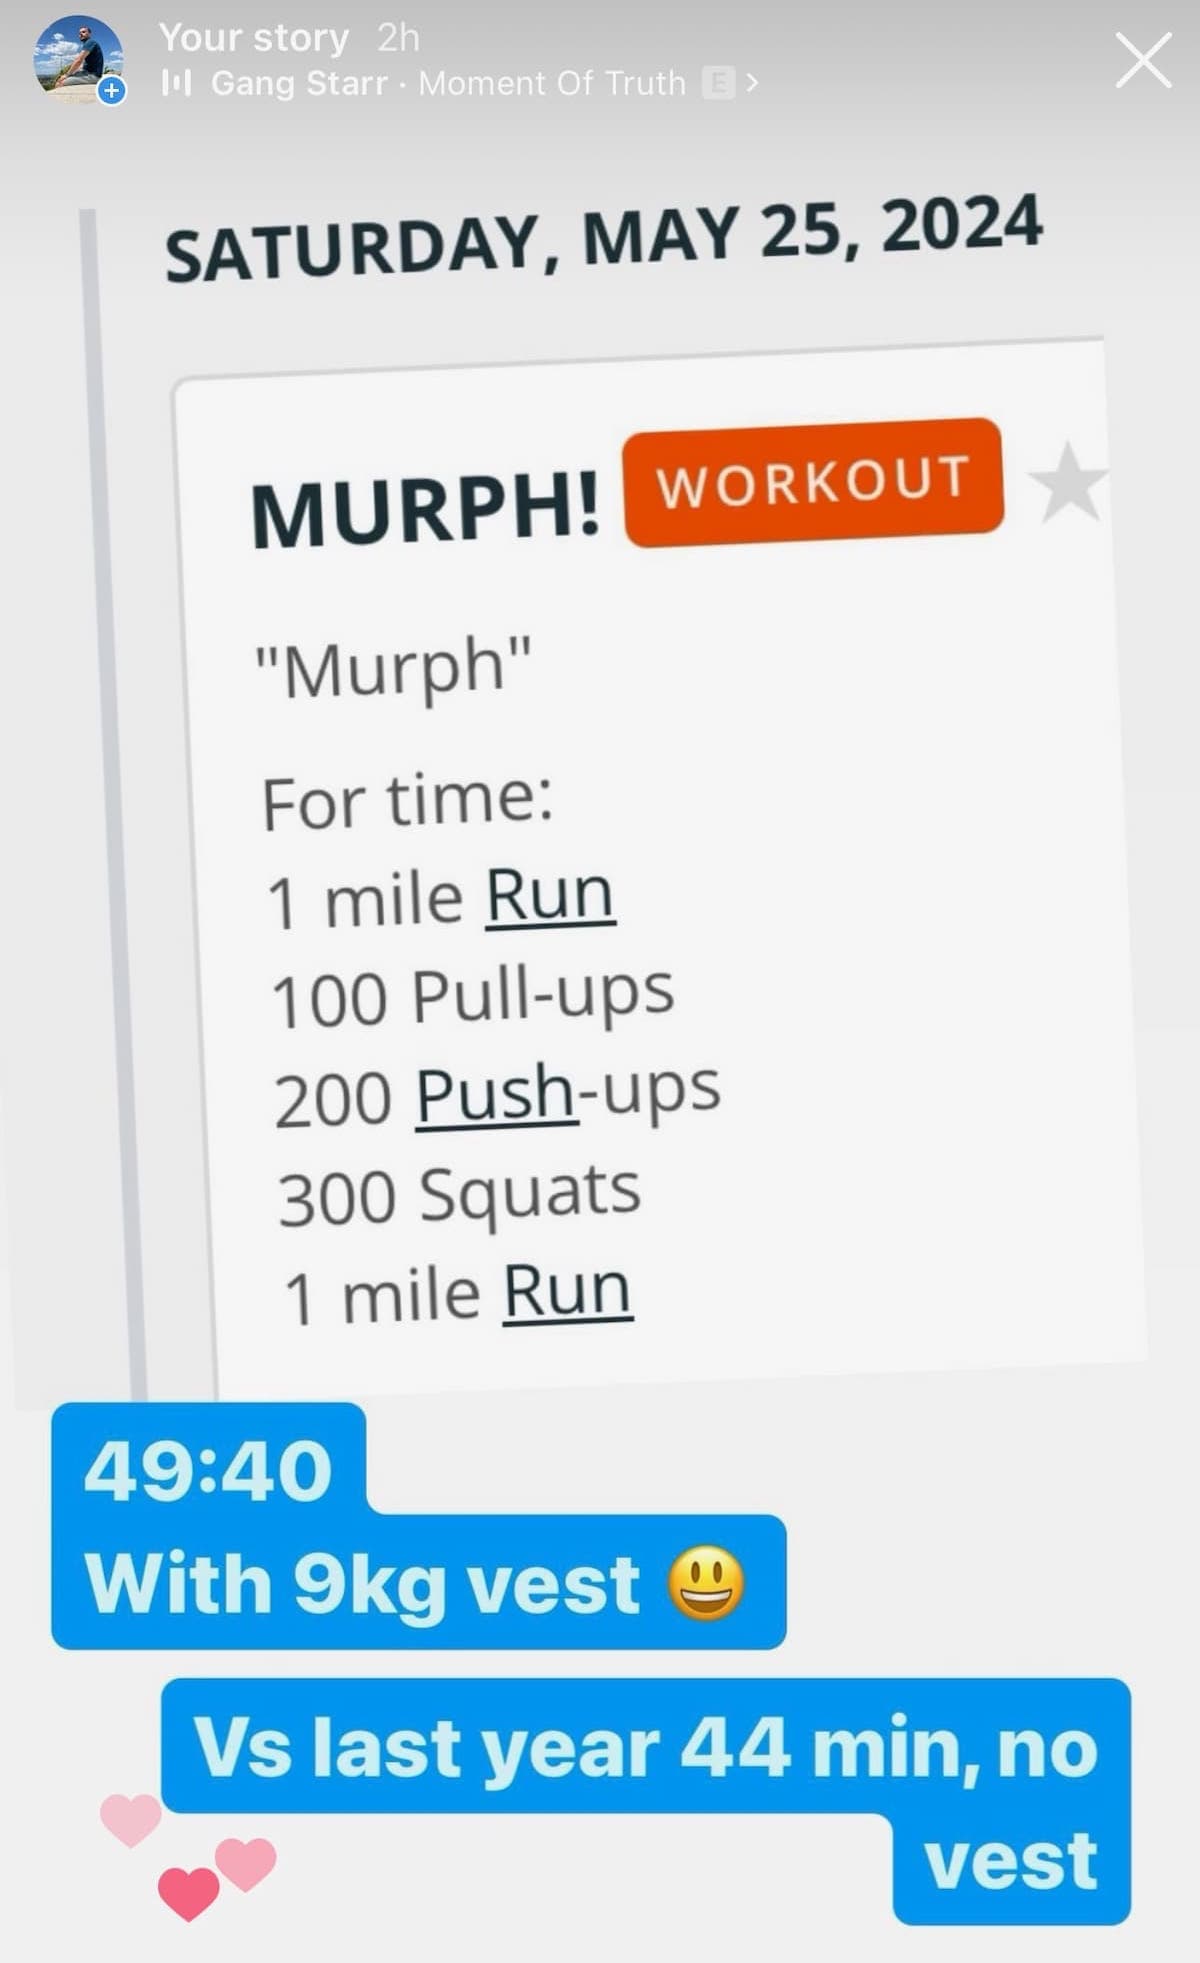 Your story 2h
Gang Starr · Moment Of Truth E >
SATURDAY, MAY 25, 2024
MURPH! WORKOUT
"Murph"
For time:
1 mile Run
100 Pull-ups
200 Push-ups
300 Squats
1 mile Run
49:40
With 9kg vest 😃
Vs last year 44 min, no
vest